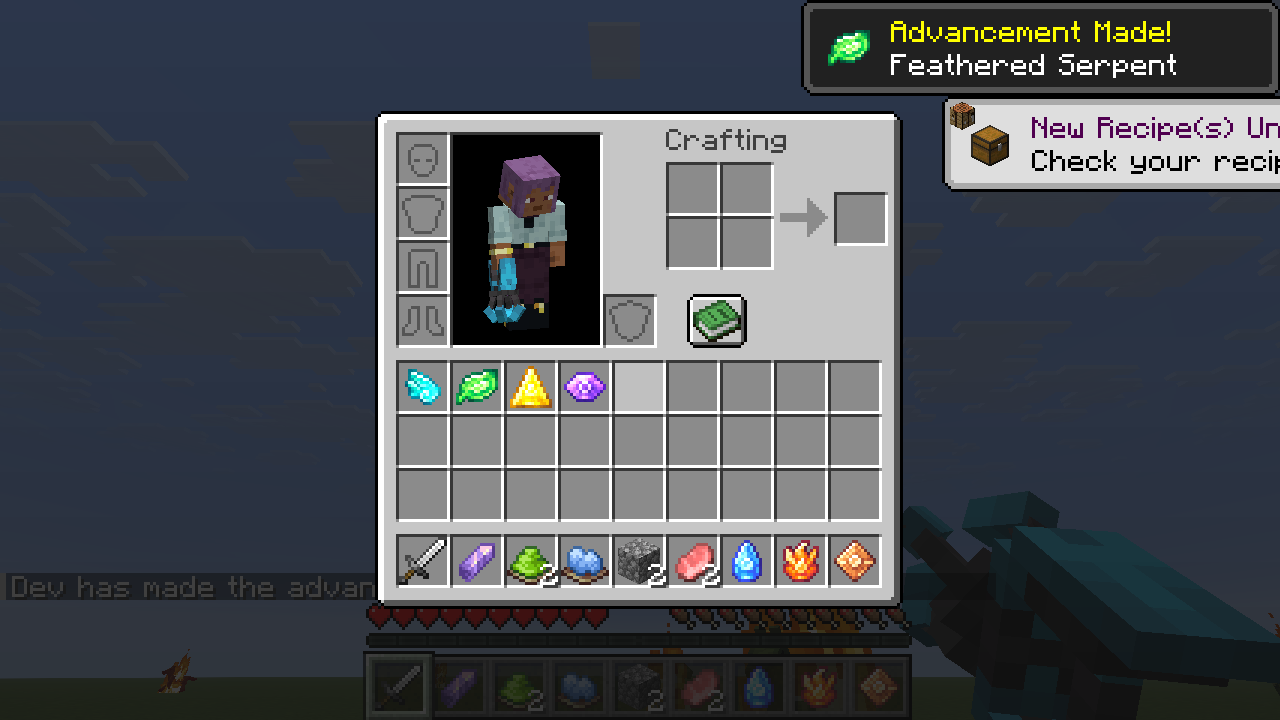 Advancement Made!
Feathered Serpent
New Recipe(s) Un
Check your recip
Crafting
2
2
2
Dev has made the advan
2
2
2